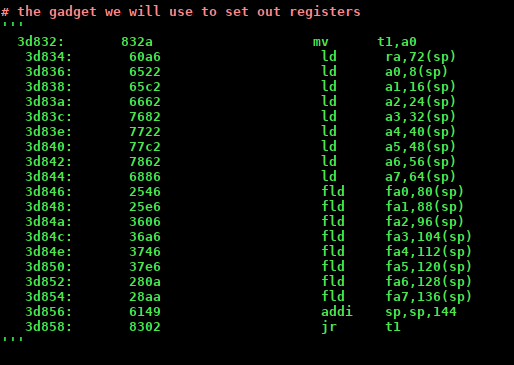 # the gadget we will use to set out registers
'''
3d832: 832a mv t1,a0
3d834: 60a6 ld ra,72(sp)
3d836: 6522 ld a0,8(sp)
3d838: 65c2 ld a1,16(sp)
3d83a: 6662 ld a2,24(sp)
3d83c: 7682 ld a3,32(sp)
3d83e: 7722 ld a4,40(sp)
3d840: 77c2 ld a5,48(sp)
3d842: 7862 ld a6,56(sp)
3d844: 6886 ld a7,64(sp)
3d846: 2546 fld fa0,80(sp)
3d848: 25e6 fld fa1,88(sp)
3d84a: 3606 fld fa2,96(sp)
3d84c: 36a6 fld fa3,104(sp)
3d84e: 3746 fld fa4,112(sp)
3d850: 37e6 fld fa5,120(sp)
3d852: 280a fld fa6,128(sp)
3d854: 28aa fld fa7,136(sp)
3d856: 6149 addi sp,sp,144
3d858: 8302 jr t1
'''